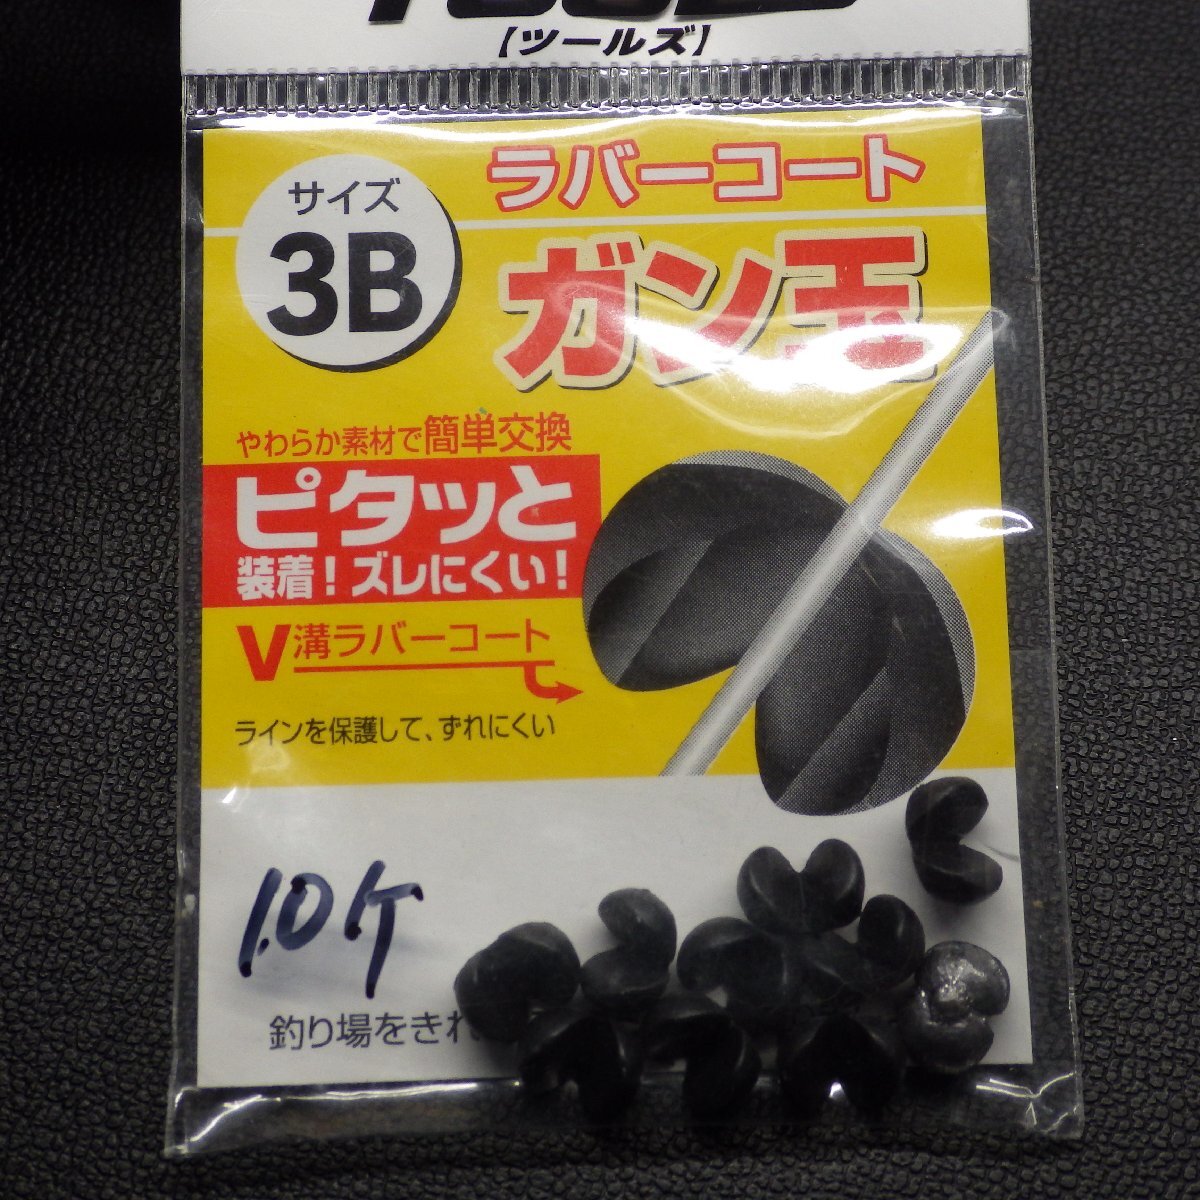 【ツールズ】
サイズ
3B
ラバーコート
ガン玉
やわらか素材で簡単交換
ピタッと
装着!ズレにくい!
V溝ラバーコート
ラインを保護して、ずれにくい
10ケ
釣り場をきれ